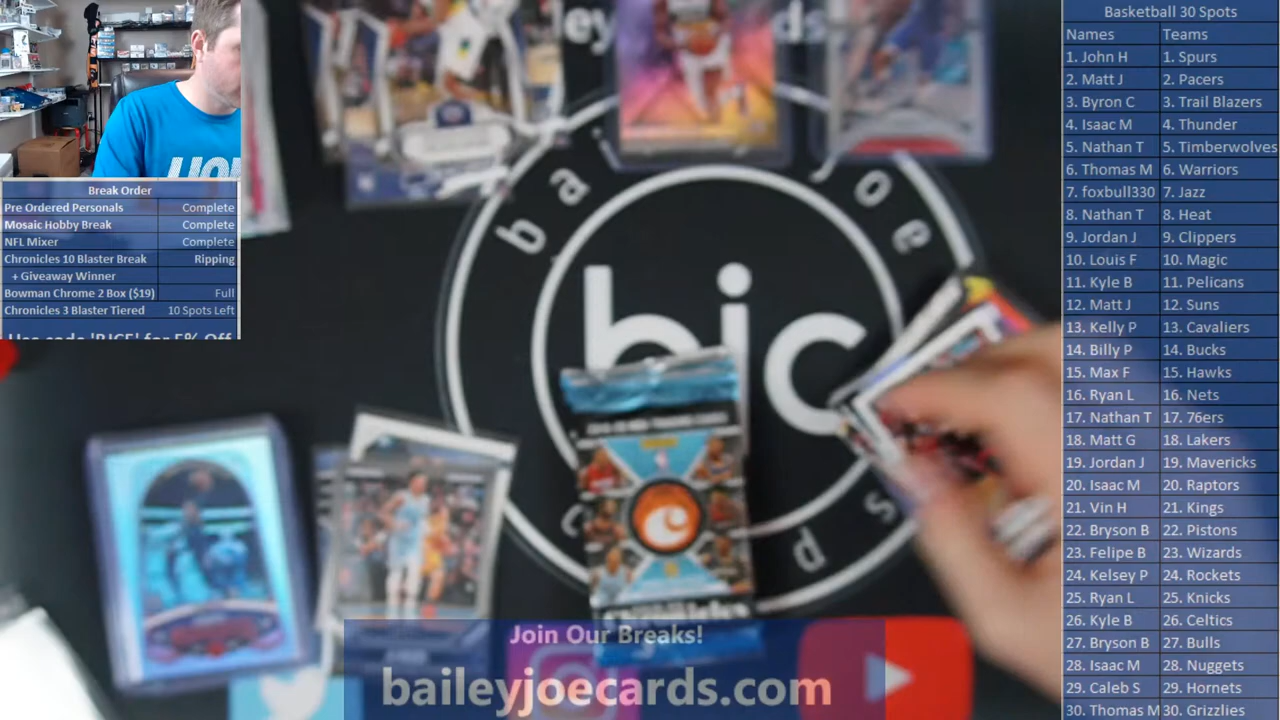 Break Order
Pre Ordered Personals Complete
Mosaic Hobby Break Complete
NFL Mixer Complete
Chronicles 10 Blaster Break Ripping
+ Giveaway Winner
Bowman Chrome 2 Box ($19) Full
Chronicles 3 Blaster Tiered 10 Spots Left
bjc
Join Our Breaks!
baileyjoecards.com
Basketball 30 Spots
Names Teams
1. John H 1. Spurs
2. Matt J 2. Pacers
3. Byron C 3. Trail Blazers
4. Isaac M 4. Thunder
5. Nathan T 5. Timberwolves
6. Thomas M 6. Warriors
7. foxbull330 7. Jazz
8. Nathan T 8. Heat
9. Jordan J 9. Clippers
10. Louis F 10. Magic
11. Kyle B 11. Pelicans
12. Matt J 12. Suns
13. Kelly P 13. Cavaliers
14. Billy P 14. Bucks
15. Max F 15. Hawks
16. Ryan L 16. Nets
17. Nathan T 17. 76ers
18. Matt G 18. Lakers
19. Jordan J 19. Mavericks
20. Isaac M 20. Raptors
21. Vin H 21. Kings
22. Bryson B 22. Pistons
23. Felipe B 23. Wizards
24. Kelsey P 24. Rockets
25. Ryan L 25. Knicks
26. Kyle B 26. Celtics
27. Bryson B 27. Bulls
28. Isaac M 28. Nuggets
29. Caleb S 29. Hornets
30. Thomas M 30. Grizzlies